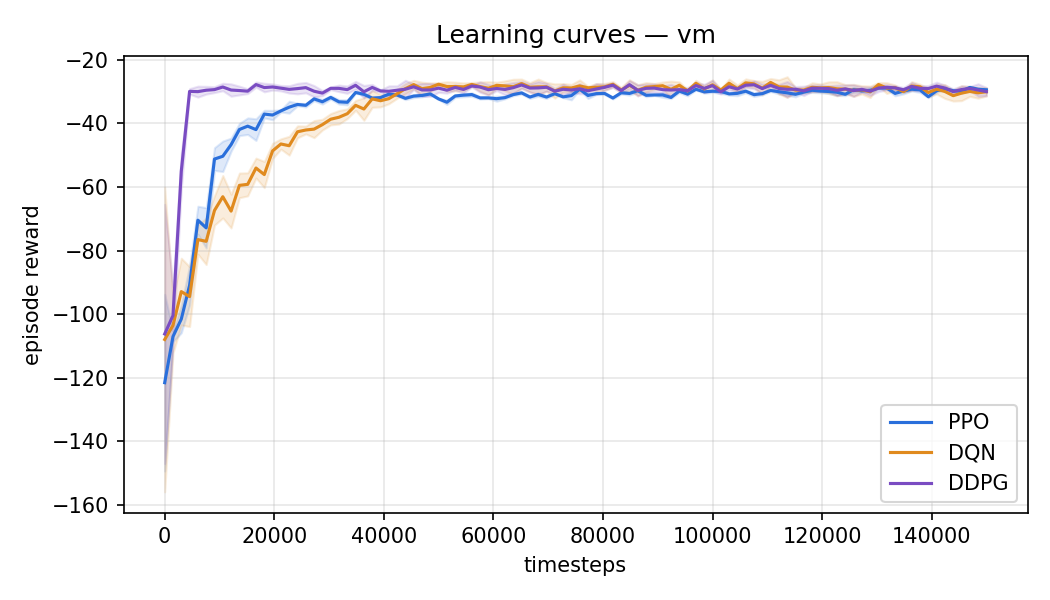 Learning curves — vm
episode reward
−20
−40
−60
−80
−100
−120
−140
−160
0
20000
40000
60000
80000
100000
120000
140000
timesteps
PPO
DQN
DDPG